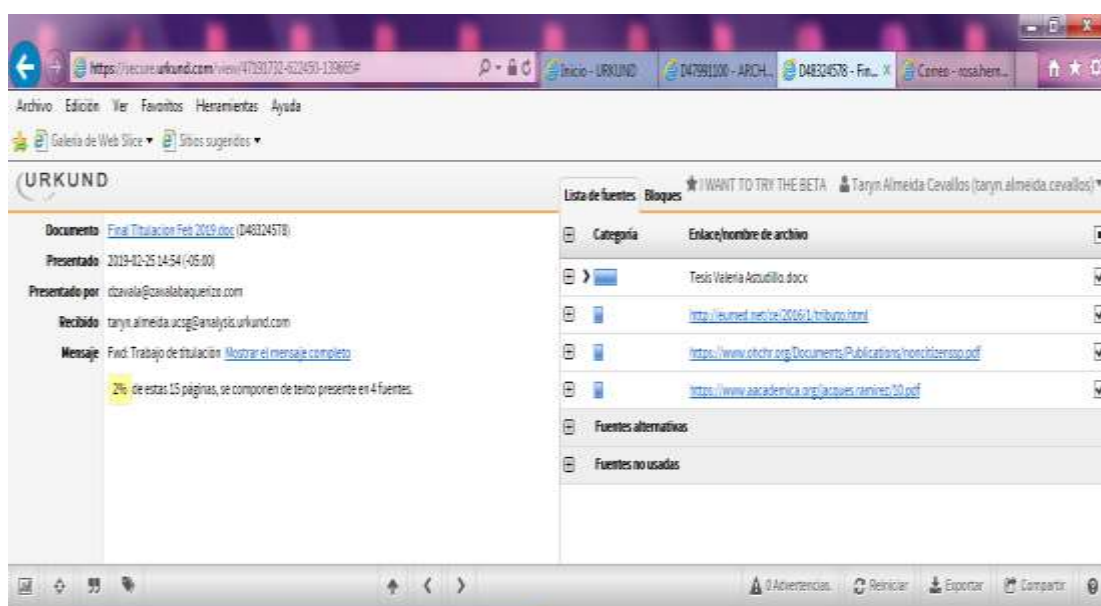 https://secure.urkund.com/view/47191732-622450-139665#
Inicio - URKUND
D47991100 - ARCH...
D48324578 - Fin...
Correo - rosa.hern...
Archivo Edición Ver Favoritos Herramientas Ayuda
Galería de Web Slice
Sitios sugeridos
URKUND
Lista de fuentes Bloques
I WANT TO TRY THE BETA
Taryn Almeida Cevallos (taryn.almeida.cevallos)
Documento Final Titulacion Feb 2019.doc (D48324578)
Presentado 2019-02-25 14:54 (-05:00)
Presentado por dzavala@zavalabaquerizo.com
Recibido taryn.almeida.ucsg@analysis.urkund.com
Mensaje Fwd: Trabajo de titulación Mostrar el mensaje completo
2% de estas 15 páginas, se componen de texto presente en 4 fuentes.
Categoría Enlace/nombre de archivo
Tesis Valeria Astudillo.docx
http://eumed.net/ce/2016/1/tributo.html
https://www.ohchr.org/Documents/Publications/noncitizenssp.pdf
https://www.aacademica.org/jacques.ramirez/10.pdf
Fuentes alternativas
Fuentes no usadas
0 Advertencias.
Reiniciar
Exportar
Compartir